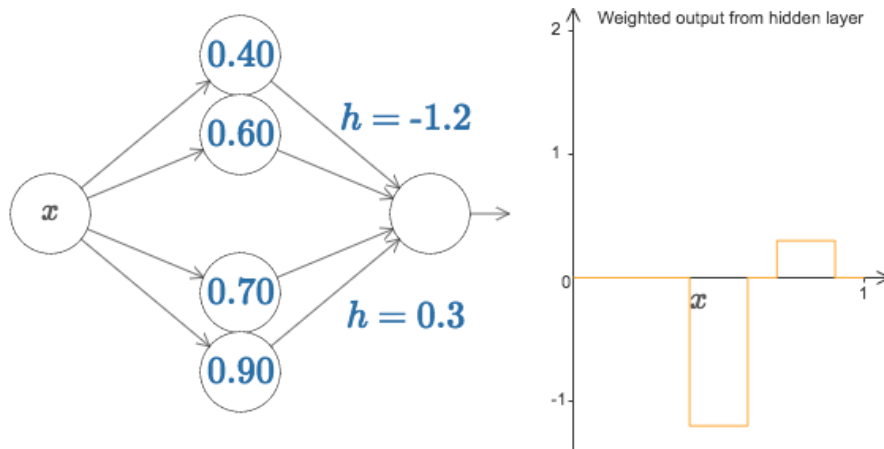 0.40
h = -1.2
0.60
x
0.70
h = 0.3
0.90
Weighted output from hidden layer
2
1
0
x
1
-1